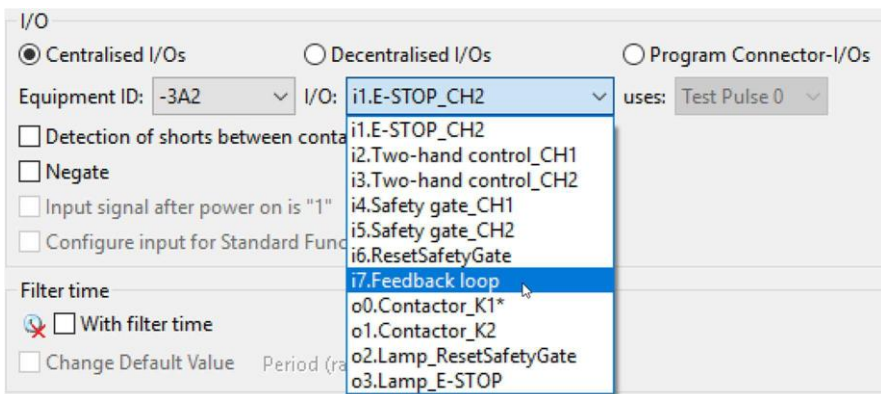 I/O
Centralised I/Os Decentralised I/Os Program Connector-I/Os
Equipment ID: -3A2 I/O: i1.E-STOP_CH2 uses: Test Pulse 0
Detection of shorts between conta
i1.E-STOP_CH2
i2.Two-hand control_CH1
Negate
i3.Two-hand control_CH2
Input signal after power on is "1"
i4.Safety gate_CH1
i5.Safety gate_CH2
Configure input for Standard Func
i6.ResetSafetyGate
i7.Feedback loop
Filter time
o0.Contactor_K1*
With filter time
o1.Contactor_K2
o2.Lamp_ResetSafetyGate
Change Default Value Period (ra
o3.Lamp_E-STOP